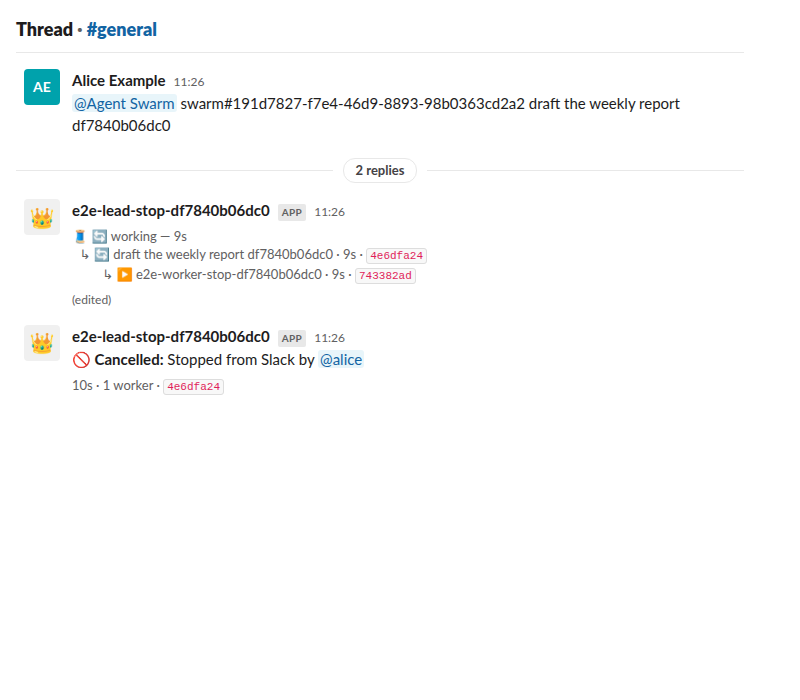 Thread • #general
AE
Alice Example 11:26
@Agent Swarm swarm#191d7827-f7e4-46d9-8893-98b0363cd2a2 draft the weekly report
df7840b06dc0
2 replies
e2e-lead-stop-df7840b06dc0 APP 11:26
🧵 🔄 working — 9s
↳ 🔄 draft the weekly report df7840b06dc0 · 9s · 4e6dfa24
↳ ▶️ e2e-worker-stop-df7840b06dc0 · 9s · 743382ad
(edited)
e2e-lead-stop-df7840b06dc0 APP 11:26
🚫 Cancelled: Stopped from Slack by @alice
10s · 1 worker · 4e6dfa24